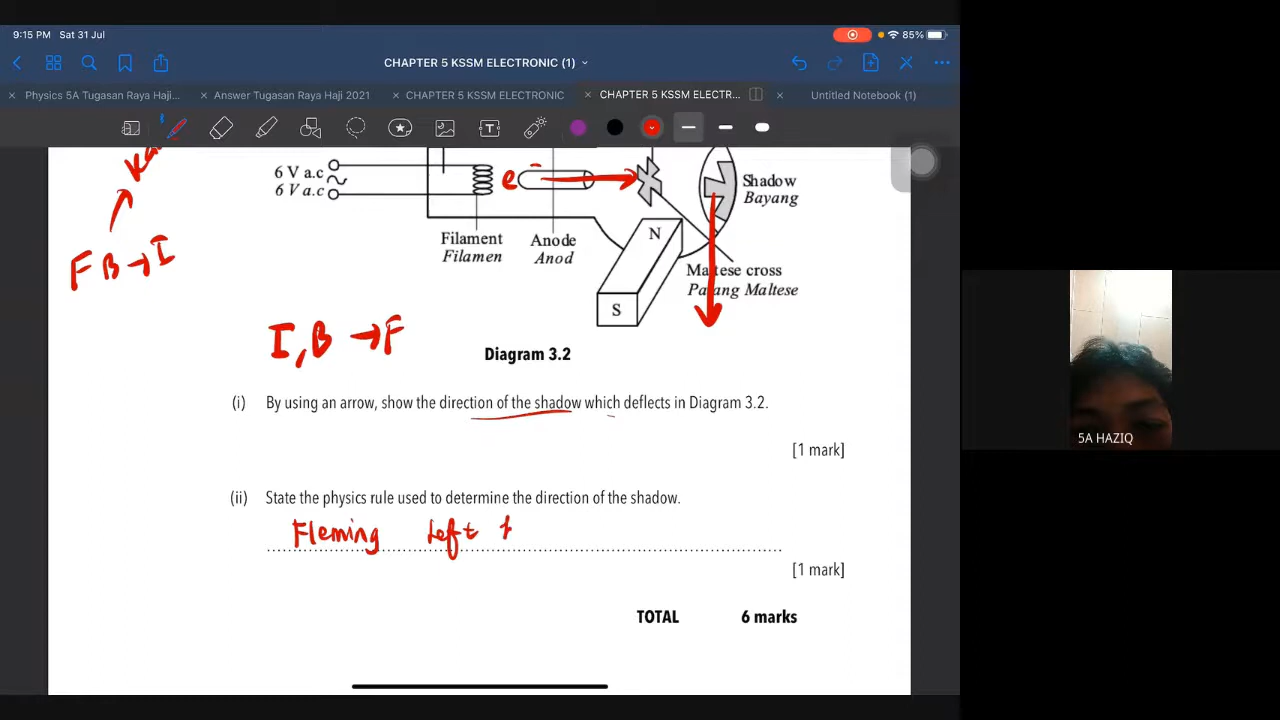 9:15 PM Sat 31 Jul
85%
CHAPTER 5 KSSM ELECTRONIC (1)
Physics 5A Tugasan Raya Haji...
Answer Tugasan Raya Haji 2021
CHAPTER 5 KSSM ELECTRONIC
CHAPTER 5 KSSM ELECTR...
Untitled Notebook (1)
6 V a.c
6 V a.c
e-
Shadow
Bayang
Filament
Filamen
Anode
Anod
N
S
Maltese cross
Palang Maltese
F B → I
I, B → F
Diagram 3.2
(i) By using an arrow, show the direction of the shadow which deflects in Diagram 3.2.
[1 mark]
(ii) State the physics rule used to determine the direction of the shadow.
Fleming Left
[1 mark]
TOTAL 6 marks
5A HAZIQ